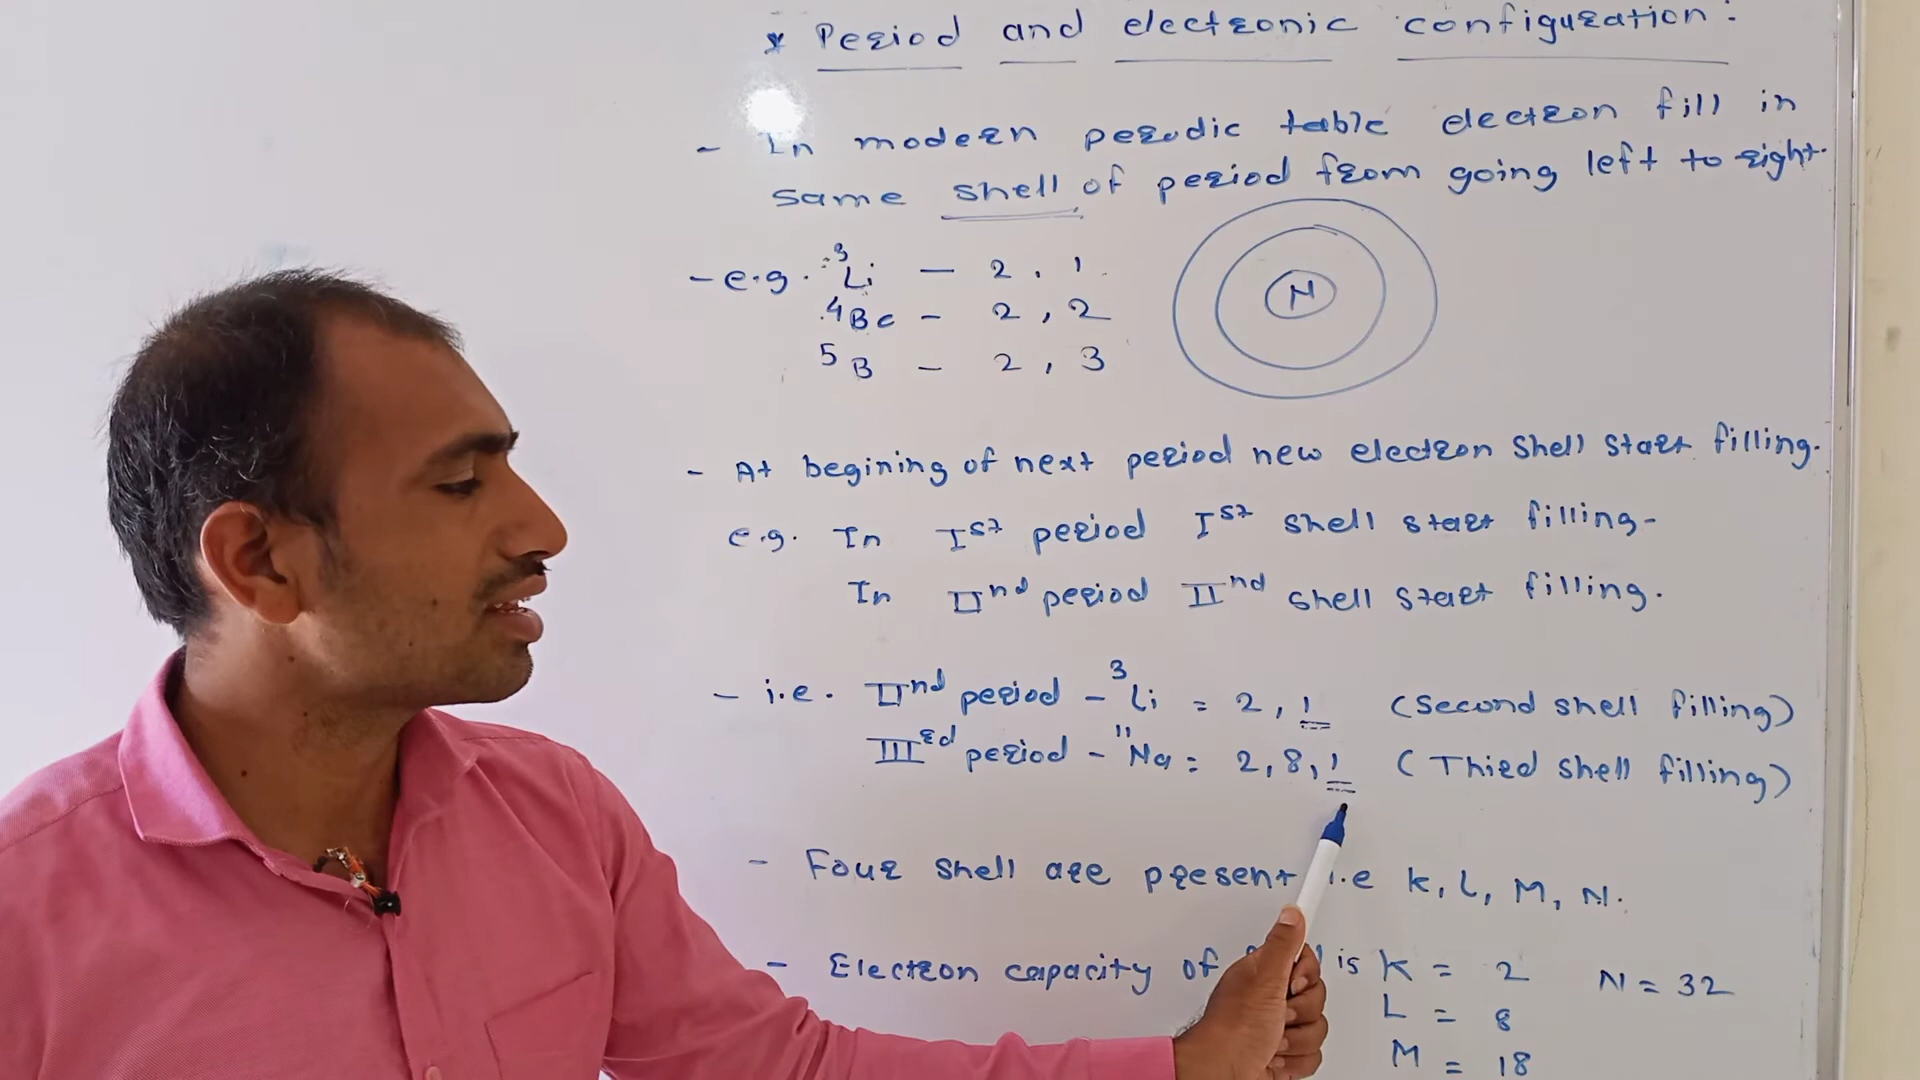 * Period and electronic configuration:
- In modern perodic table electron fill in
same shell of period from going left to right.
- e.g. 3Li - 2, 1
4Be - 2, 2
5B - 2, 3
N
- At begining of next period new electron shell start filling.
e.g. In Ist period Ist shell start filling-
In IInd period IInd shell start filling.
- i.e. IInd period - 3Li = 2, 1 (Second shell filling)
IIIrd period - 11Na = 2, 8, 1 (Third shell filling)
- Four shell are present i.e K, L, M, N.
- Electron capacity of is K = 2 N = 32
L = 8
M = 18